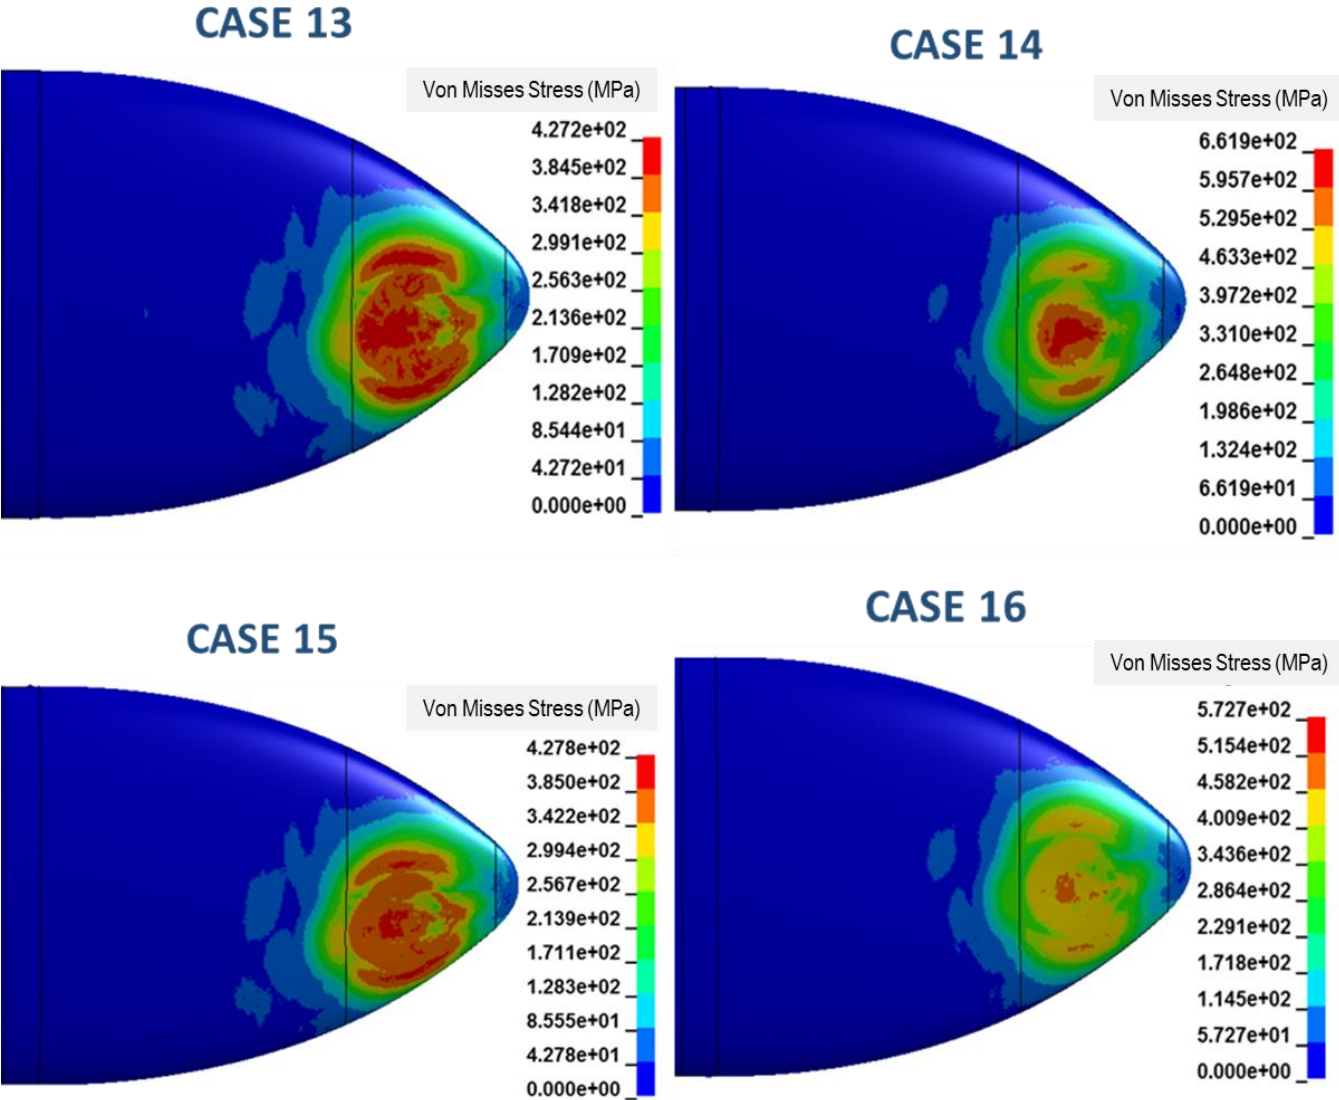 CASE 13
Von Misses Stress (MPa)
4.272e+02
3.845e+02
3.418e+02
2.991e+02
2.563e+02
2.136e+02
1.709e+02
1.282e+02
8.544e+01
4.272e+01
0.000e+00
CASE 14
Von Misses Stress (MPa)
6.619e+02
5.957e+02
5.295e+02
4.633e+02
3.972e+02
3.310e+02
2.648e+02
1.986e+02
1.324e+02
6.619e+01
0.000e+00
CASE 15
Von Misses Stress (MPa)
4.278e+02
3.850e+02
3.422e+02
2.994e+02
2.567e+02
2.139e+02
1.711e+02
1.283e+02
8.555e+01
4.278e+01
0.000e+00
CASE 16
Von Misses Stress (MPa)
5.727e+02
5.154e+02
4.582e+02
4.009e+02
3.436e+02
2.864e+02
2.291e+02
1.718e+02
1.145e+02
5.727e+01
0.000e+00